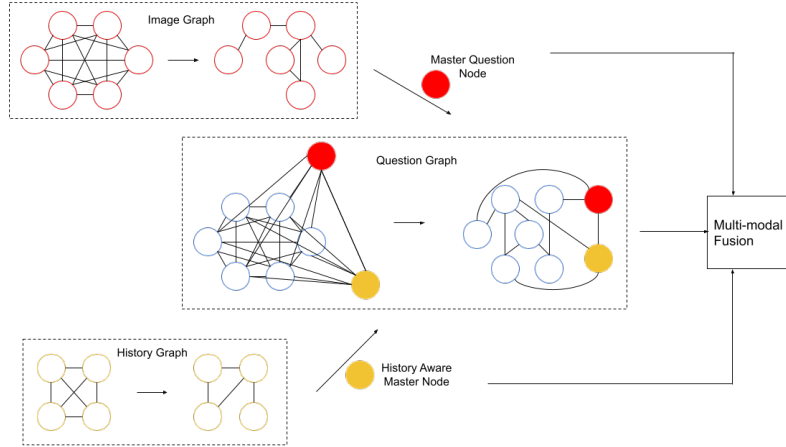 Image Graph
Master Question
Node
Question Graph
Multi-modal
Fusion
History Graph
History Aware
Master Node